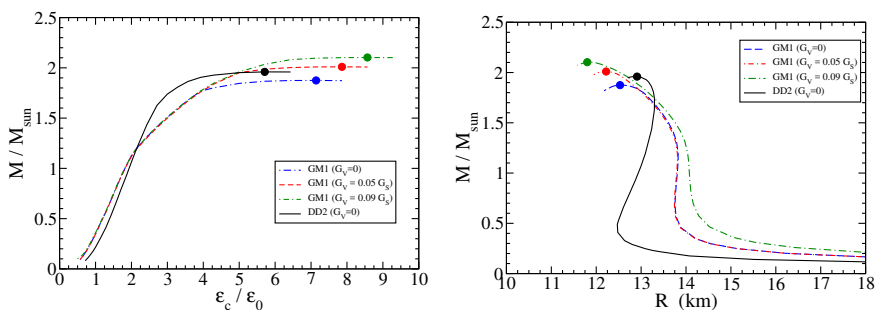 2.5
2
1.5
1
0.5
0
M / M_sun
GM1 (G_V=0)
GM1 (G_V = 0.05 G_S)
GM1 (G_V = 0.09 G_S)
DD2 (G_V=0)
0 1 2 3 4 5 6 7 8 9 10
ε_c / ε_0
2.5
2
1.5
1
0.5
0
M / M_sun
GM1 (G_V=0)
GM1 (G_V = 0.05 G_S)
GM1 (G_V = 0.09 G_S)
DD2 (G_V=0)
10 11 12 13 14 15 16 17 18
R (km)